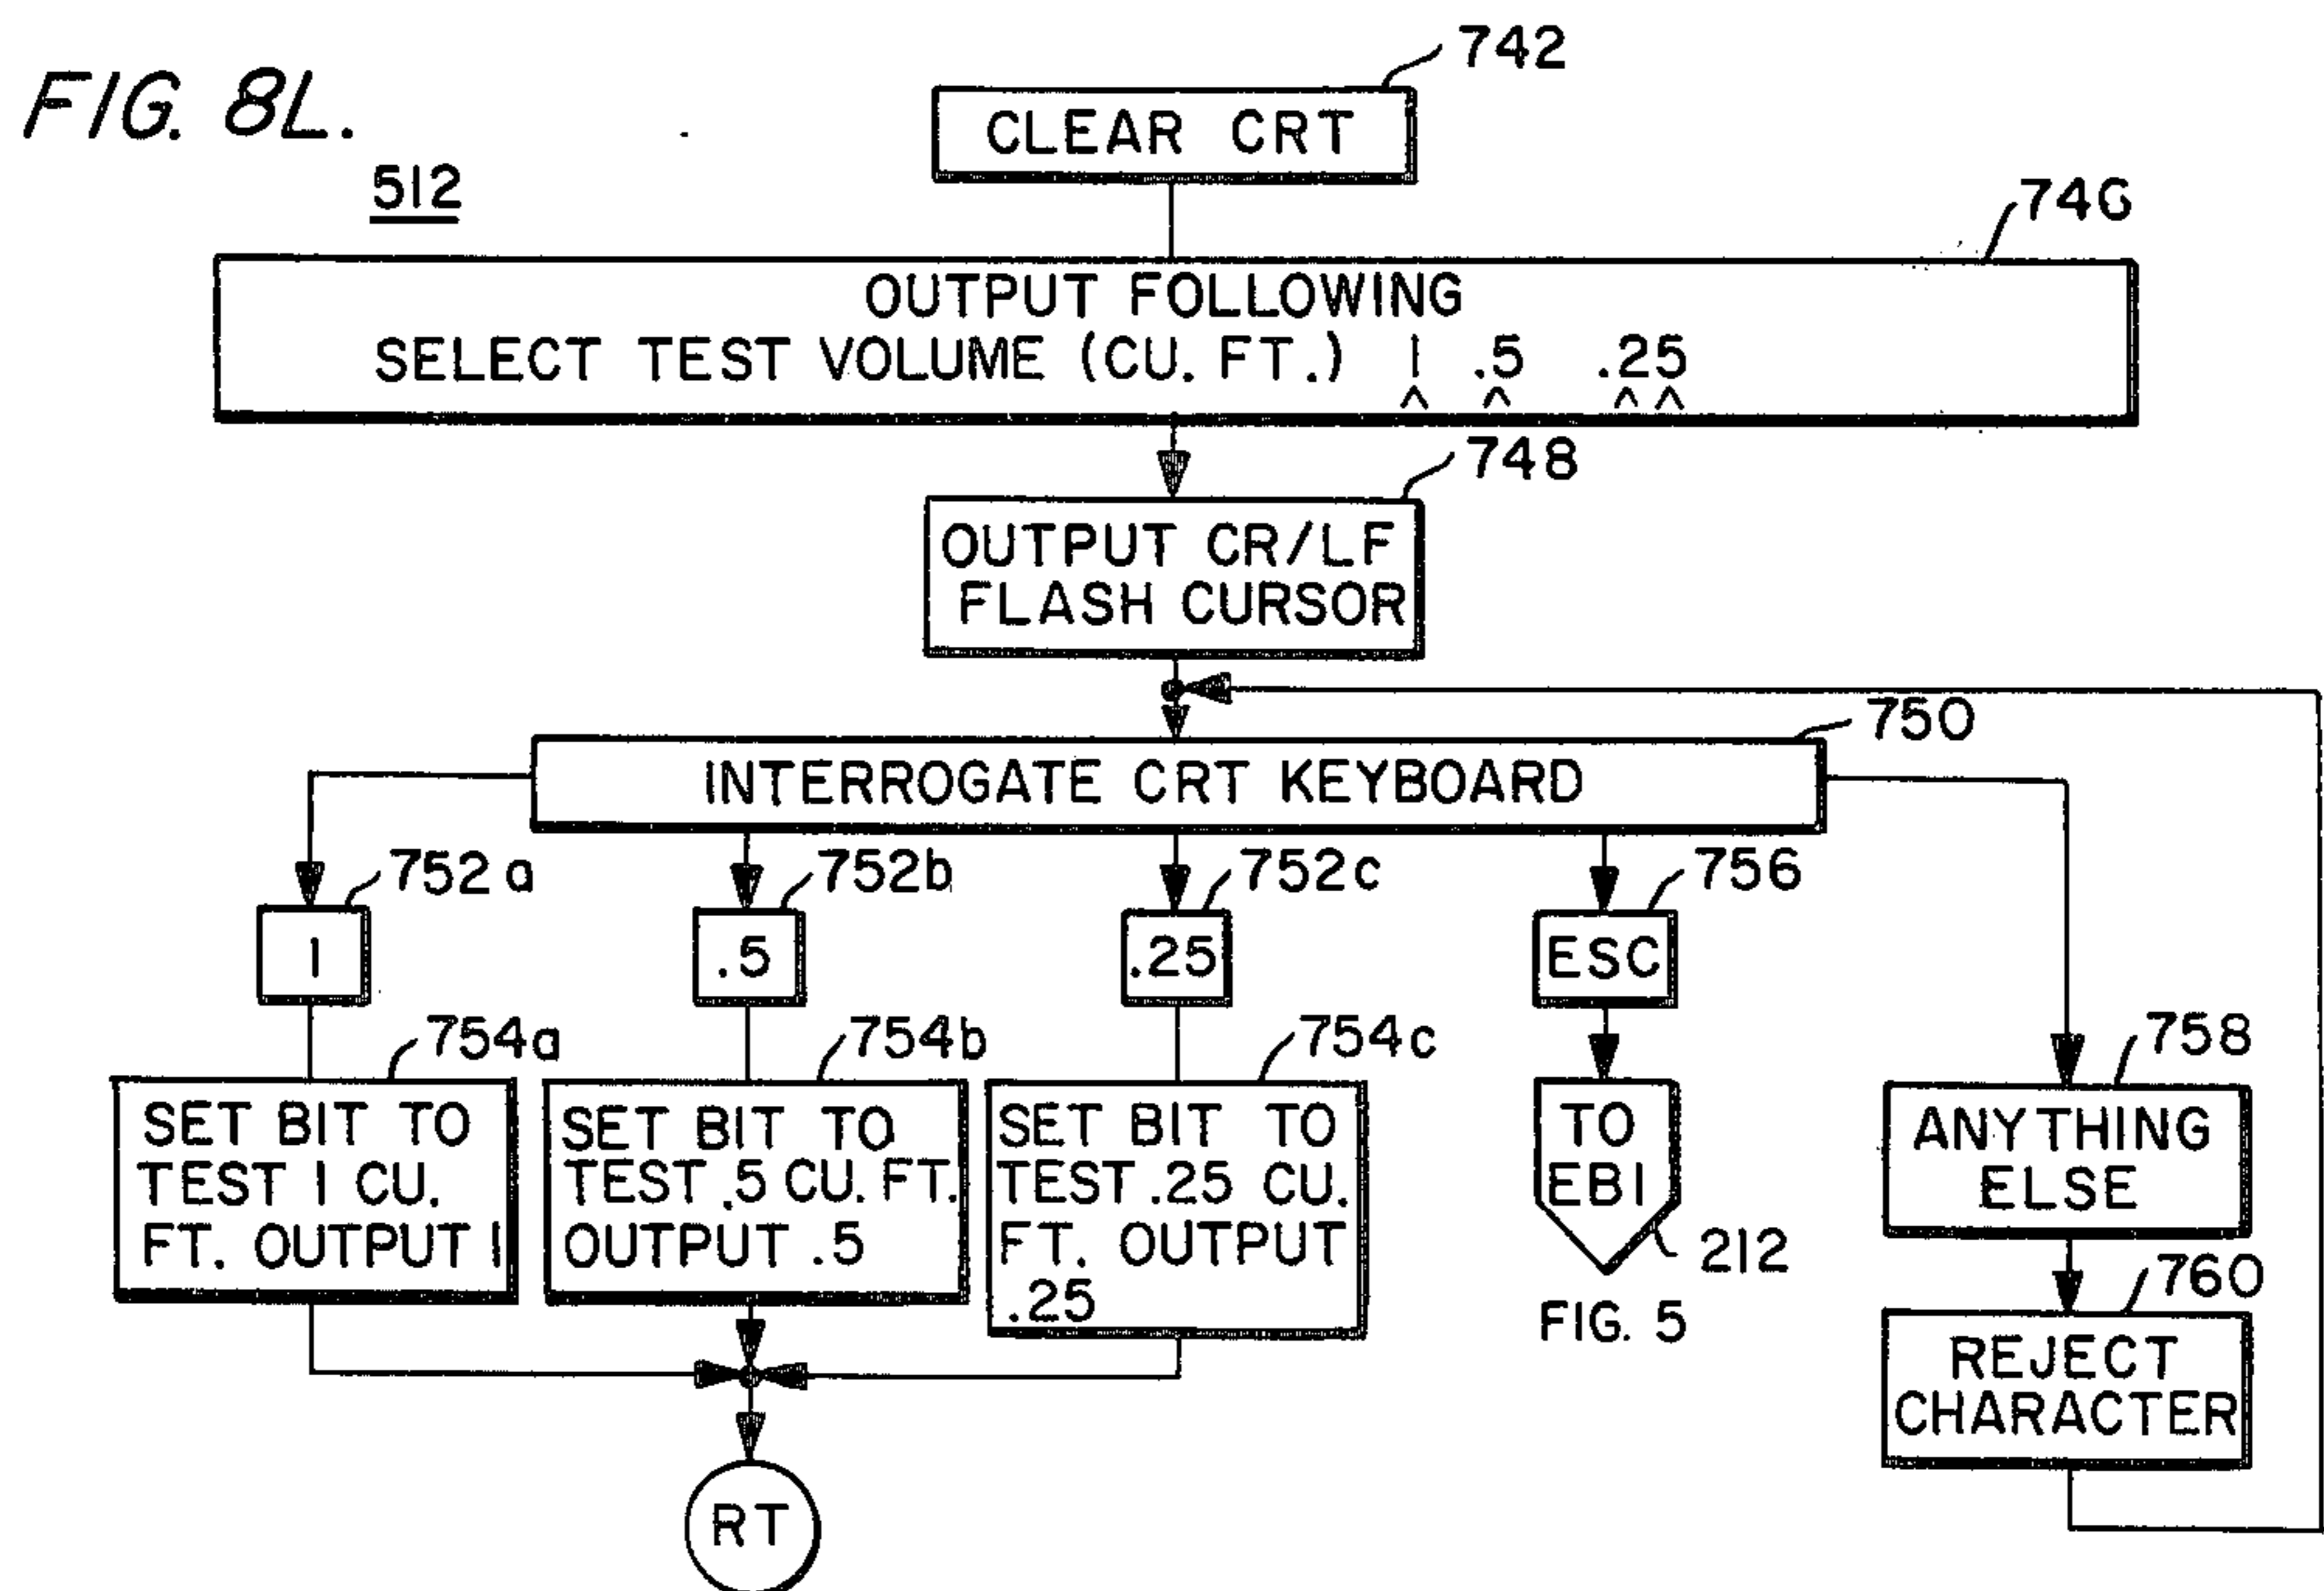 FIG. 8L.
512
742
CLEAR CRT
746
OUTPUT FOLLOWING
SELECT TEST VOLUME (CU. FT.) 1 .5 .25
^ ^ ^ ^
748
OUTPUT CR/LF
FLASH CURSOR
750
INTERROGATE CRT KEYBOARD
752a
752b
752c
756
1
.5
.25
ESC
754a
754b
754c
758
SET BIT TO
TEST 1 CU.
FT. OUTPUT 1
SET BIT TO
TEST .5 CU. FT.
OUTPUT .5
SET BIT TO
TEST .25 CU.
FT. OUTPUT
.25
TO
EB1
212
FIG. 5
ANYTHING
ELSE
760
REJECT
CHARACTER
RT